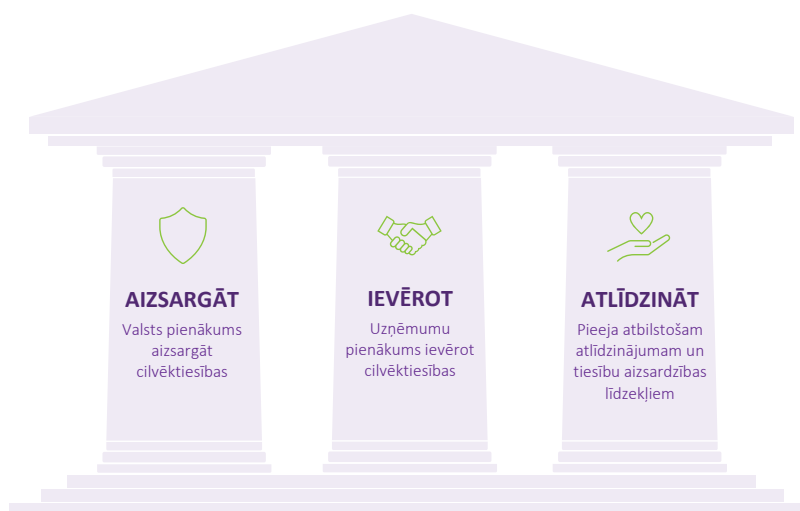 AIZSARGĀT
Valsts pienākums
aizsargāt
cilvēktiesības
IEVĒROT
Uzņēmumu
pienākums ievērot
cilvēktiesības
ATLĪDZINĀT
Pieeja atbilstošam
atlīdzinājumam un
tiesību aizsardzības
līdzekļiem